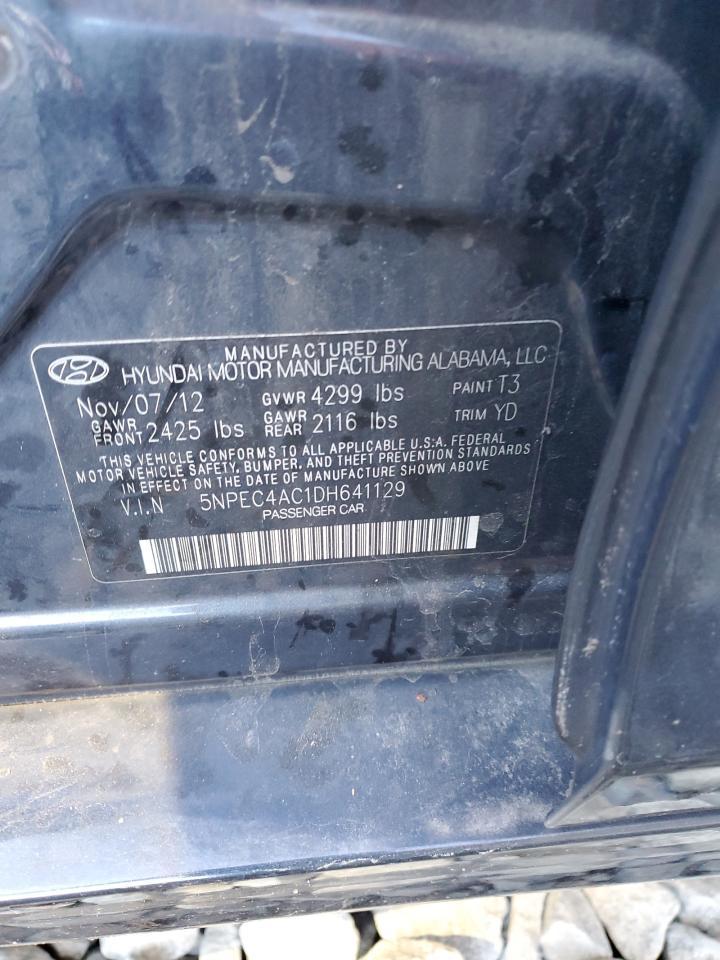 MANUFACTURED BY
HYUNDAI MOTOR MANUFACTURING ALABAMA, LLC
Nov/07/12 GVWR 4299 lbs PAINT T3
GAWR FRONT 2425 lbs GAWR REAR 2116 lbs TRIM YD
THIS VEHICLE CONFORMS TO ALL APPLICABLE U.S.A. FEDERAL
MOTOR VEHICLE SAFETY, BUMPER, AND THEFT PREVENTION STANDARDS
IN EFFECT ON THE DATE OF MANUFACTURE SHOWN ABOVE
V.I.N 5NPEC4AC1DH641129
PASSENGER CAR